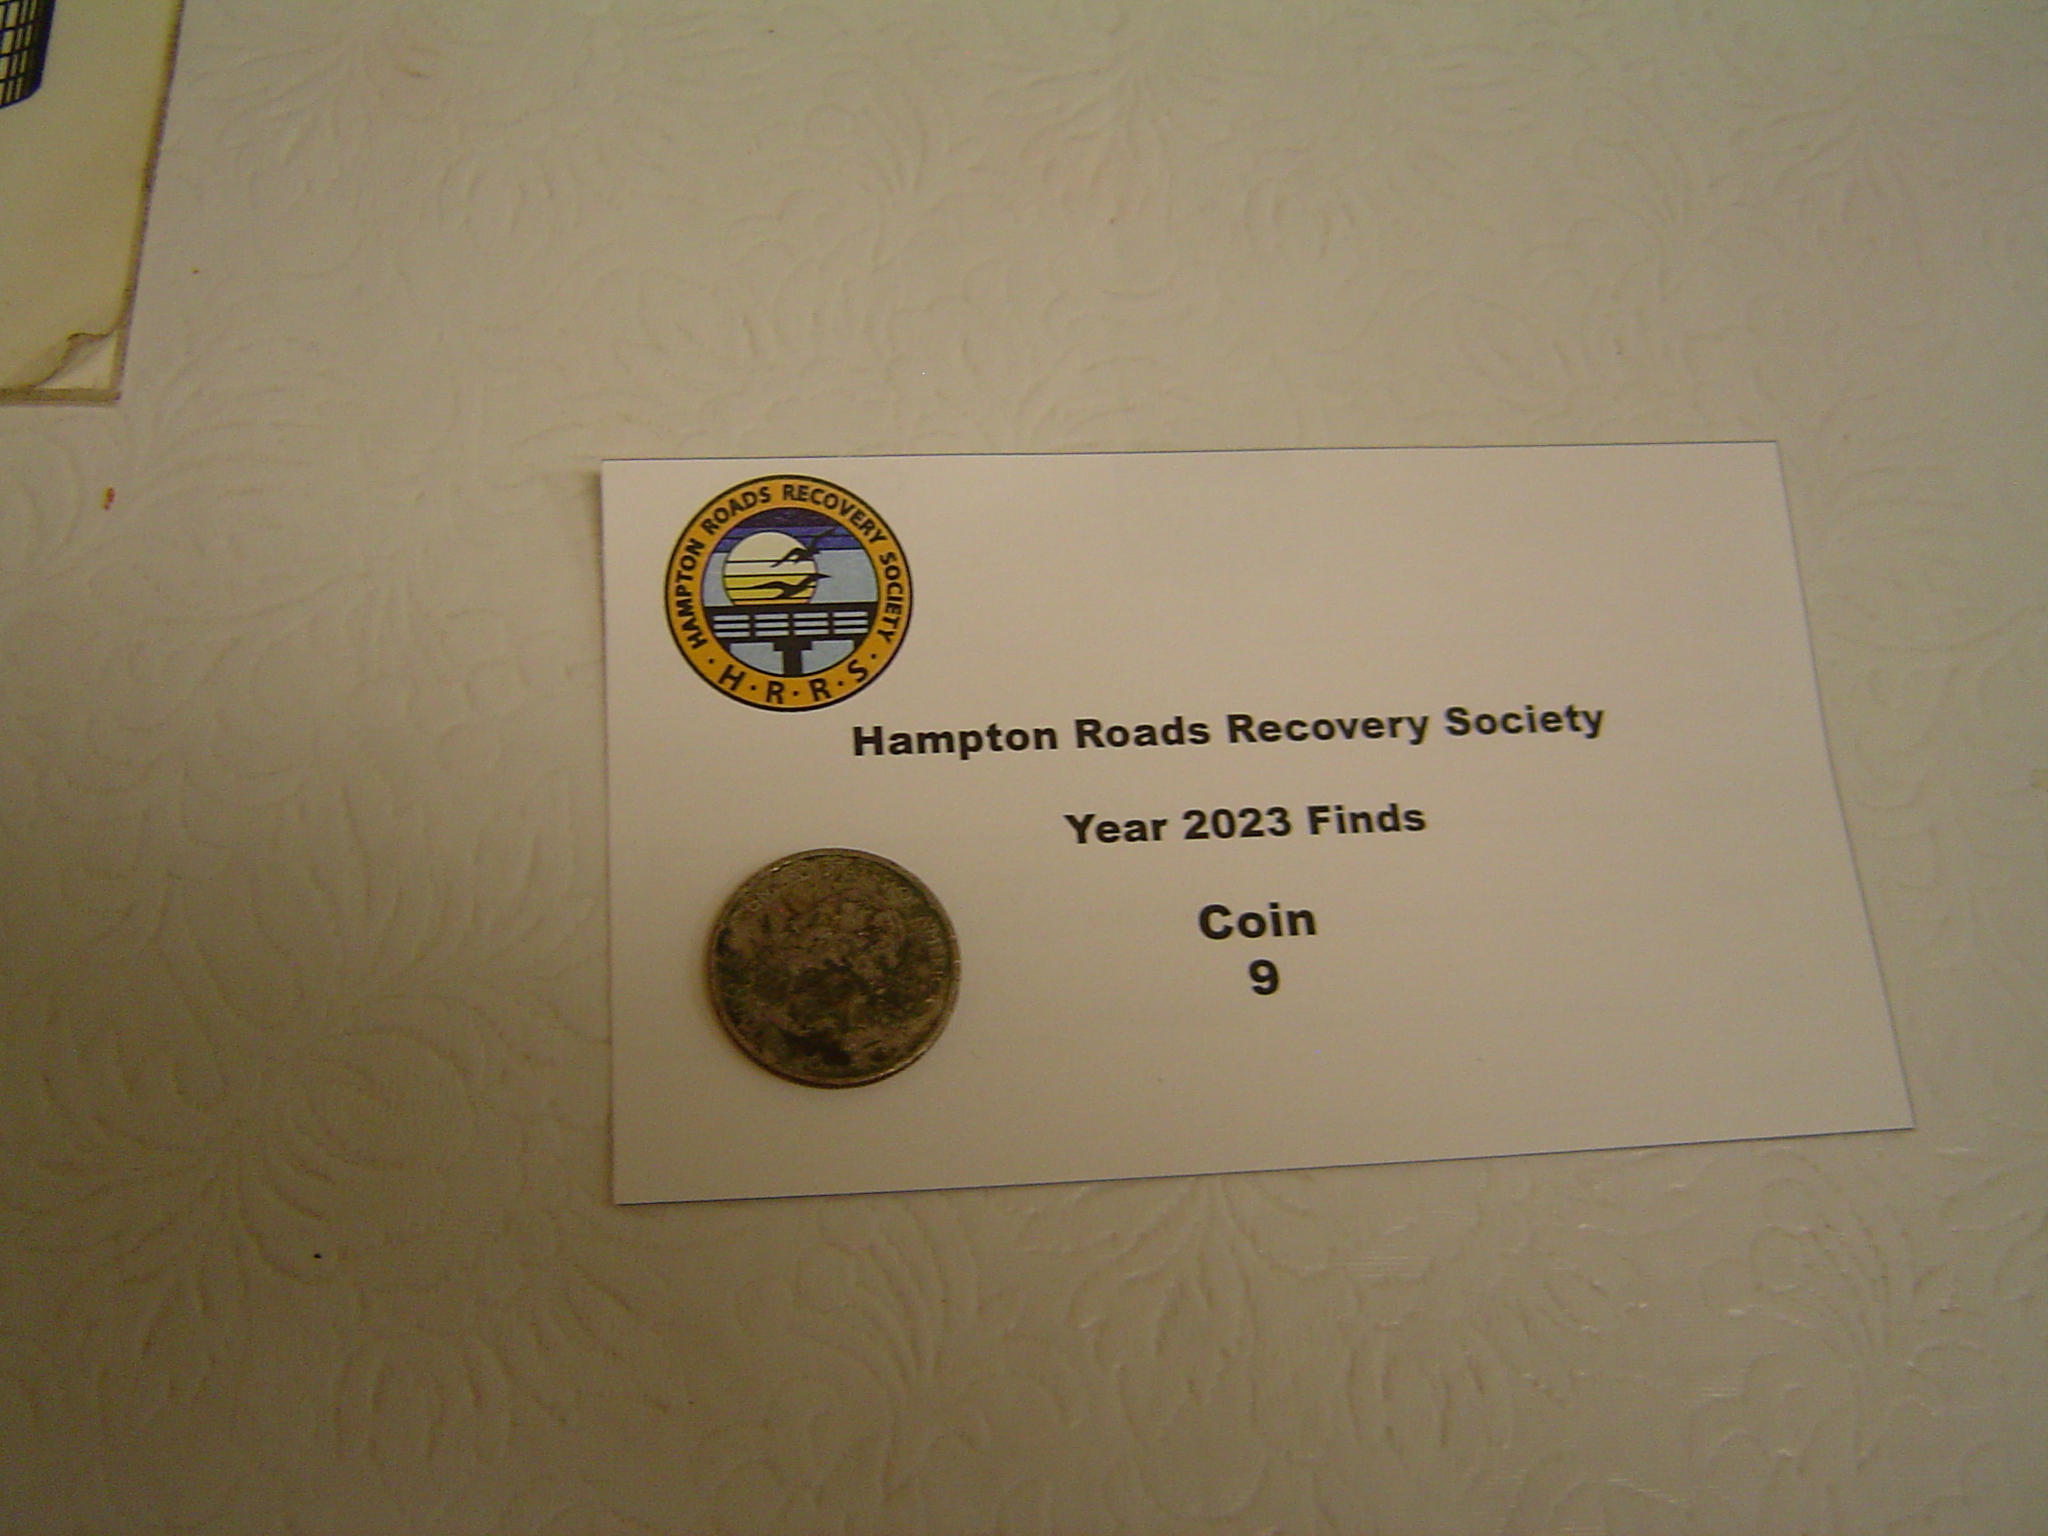 HAMPTON ROADS RECOVERY SOCIETY
· H · R · R · S ·
Hampton Roads Recovery Society
Year 2023 Finds
Coin
9